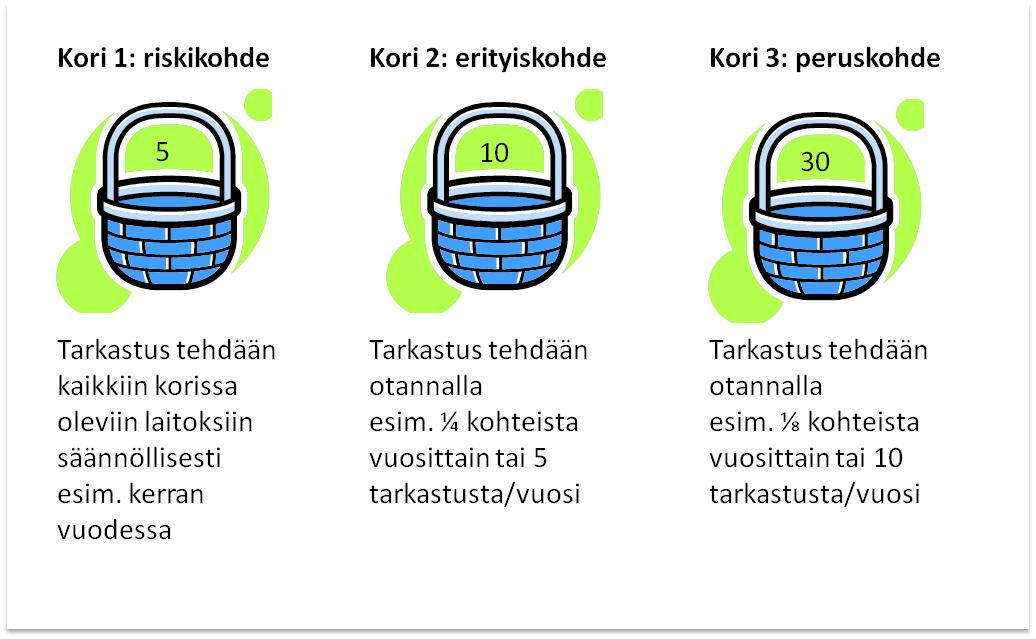 Kori 1: riskikohde
5
Tarkastus tehdään
kaikkiin korissa
oleviin laitoksiin
säännöllisesti
esim. kerran
vuodessa
Kori 2: erityiskohde
10
Tarkastus tehdään
otannalla
esim. ¼ kohteista
vuosittain tai 5
tarkastusta/vuosi
Kori 3: peruskohde
30
Tarkastus tehdään
otannalla
esim. ⅛ kohteista
vuosittain tai 10
tarkastusta/vuosi